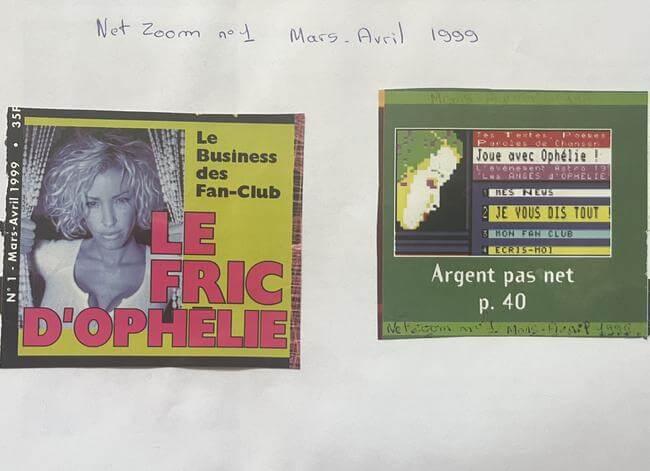 Net Zoom n°1 Mars-Avril 1999
N° 1 - Mars-Avril 1999 • 35F
Le
Business
des
Fan-Club
LE
FRIC
D'OPHÉLIE
Tes Textes, Poèmes
Paroles de Chanson
Joue avec Ophélie !
L'événement Astro 19
Les ANGES d'OPHELIE
1 MES NEWS
2 JE VOUS DIS TOUT !
3 MON FAN CLUB
4 ECRIS-MOI
Argent pas net
p. 40
Net Zoom n°1 Mars-Avril 1999